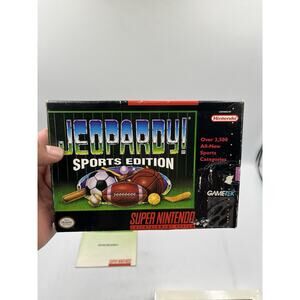 Nintendo
JEOPARDY!
SPORTS EDITION
Over 3,500
All-New
Sports
Categories
GAMETEK
SUPER NINTENDO
ENTERTAINMENT SYSTEM